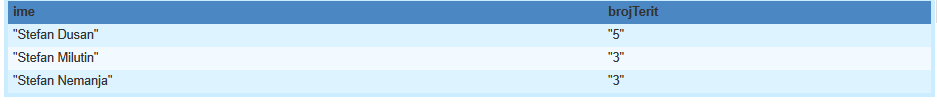 ime brojTerit
"Stefan Dusan" "5"
"Stefan Milutin" "3"
"Stefan Nemanja" "3"